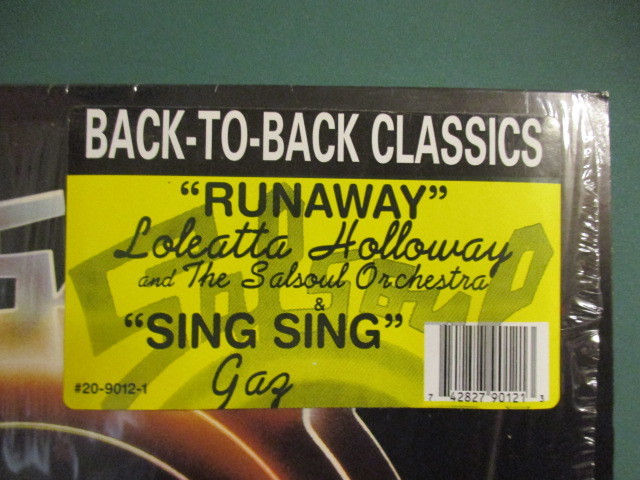 BACK-TO-BACK CLASSICS
"RUNAWAY"
Loleatta Holloway
and The Salsoul Orchestra
&
"SING SING"
Gaz
#20-9012-1
7 42827 90121 3
Salsoul